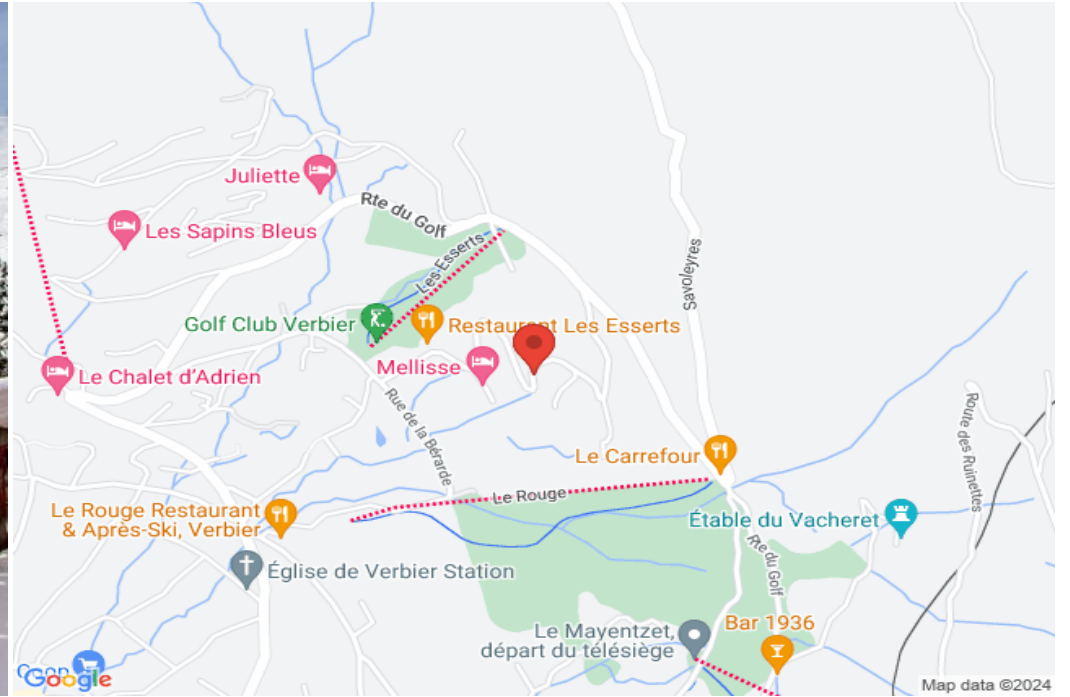 Juliette
Rte du Golf
Les Sapins Bleus
Les Esserts
Savoleyres
Golf Club Verbier
Restaurant Les Esserts
Mellisse
Le Chalet d'Adrien
Rue de la Bérarde
Route des Ruinettes
Le Carrefour
Le Rouge
Le Rouge Restaurant
& Après-Ski, Verbier
Étable du Vacheret
Rte du Golf
Église de Verbier Station
Le Mayentzet,
départ du télésiège
Bar 1936
Google
Map data ©2024